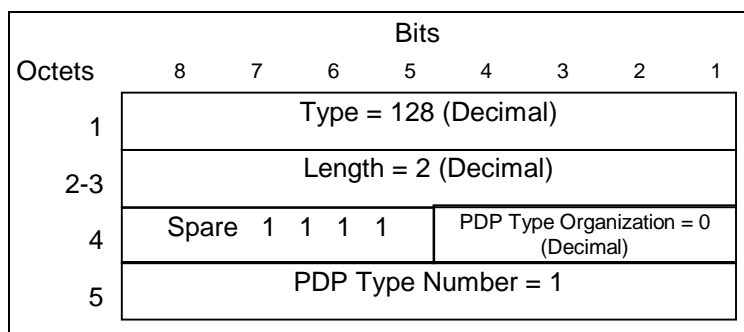 Bits
Octets 8 7 6 5 4 3 2 1
1 Type = 128 (Decimal)
2-3 Length = 2 (Decimal)
4 Spare 1 1 1 1 PDP Type Organization = 0
(Decimal)
5 PDP Type Number = 1